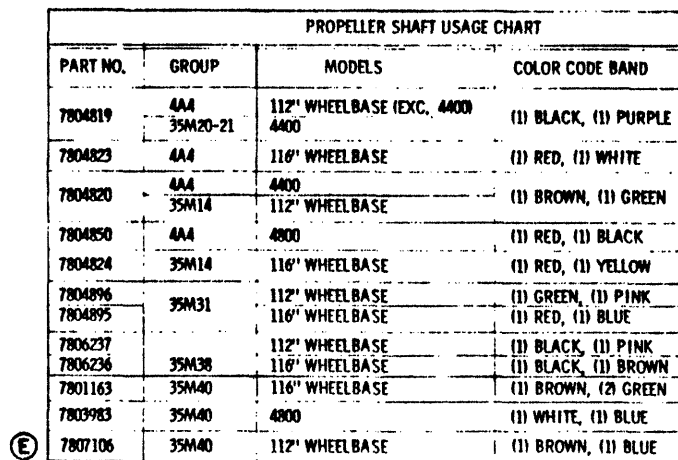 PROPELLER SHAFT USAGE CHART
PART NO. GROUP MODELS COLOR CODE BAND
7804819 4A4 112" WHEELBASE (EXC. 4400) (1) BLACK, (1) PURPLE
35M20-21 4400
7804823 4A4 116" WHEELBASE (1) RED, (1) WHITE
7804820 4A4 4400 (1) BROWN, (1) GREEN
35M14 112" WHEELBASE
7804850 4A4 4800 (1) RED, (1) BLACK
7804824 35M14 116" WHEELBASE (1) RED, (1) YELLOW
7804896 35M31 112" WHEELBASE (1) GREEN, (1) PINK
7804895 116" WHEELBASE (1) RED, (1) BLUE
7806237 112" WHEELBASE (1) BLACK, (1) PINK
7806236 35M38 116" WHEELBASE (1) BLACK, (1) BROWN
7801163 35M40 116" WHEELBASE (1) BROWN, (2) GREEN
7803983 35M40 4800 (1) WHITE, (1) BLUE
E 7807106 35M40 112" WHEELBASE (1) BROWN, (1) BLUE